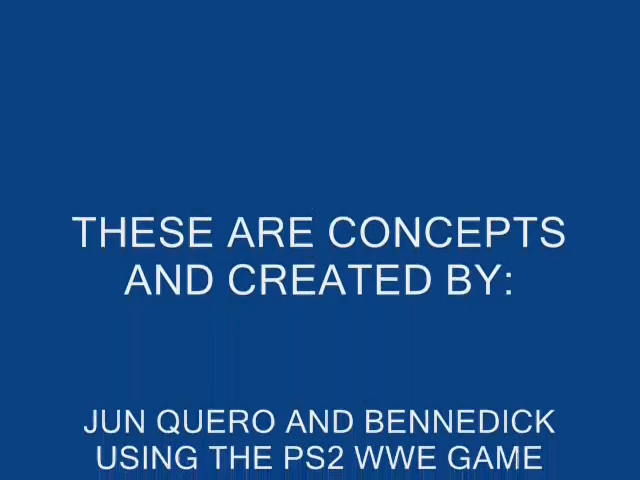 THESE ARE CONCEPTS
AND CREATED BY:
JUN QUERO AND BENNEDICK
USING THE PS2 WWE GAME